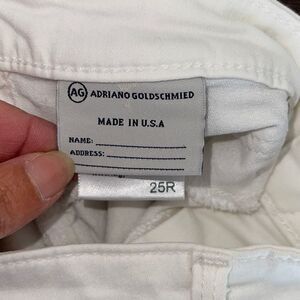 AG ADRIANO GOLDSCHMIED
MADE IN U.S.A
NAME:
ADDRESS:
25R